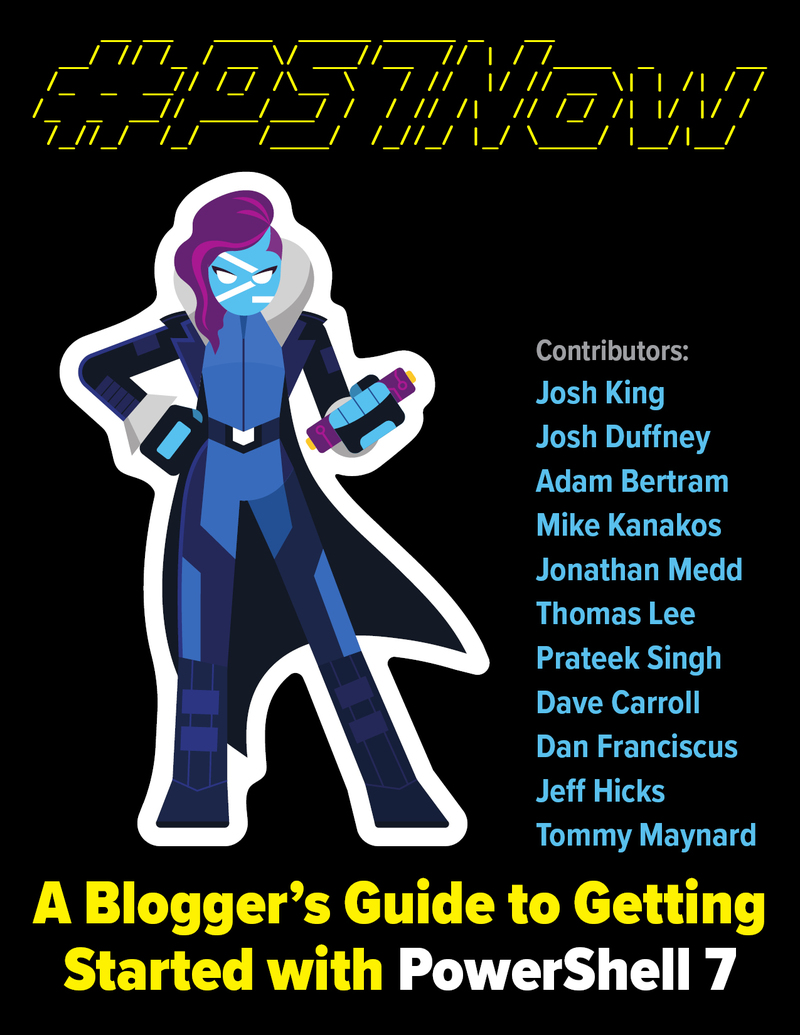 #PS7Now
Contributors:
Josh King
Josh Duffney
Adam Bertram
Mike Kanakos
Jonathan Medd
Thomas Lee
Prateek Singh
Dave Carroll
Dan Franciscus
Jeff Hicks
Tommy Maynard
A Blogger’s Guide to Getting
Started with PowerShell 7